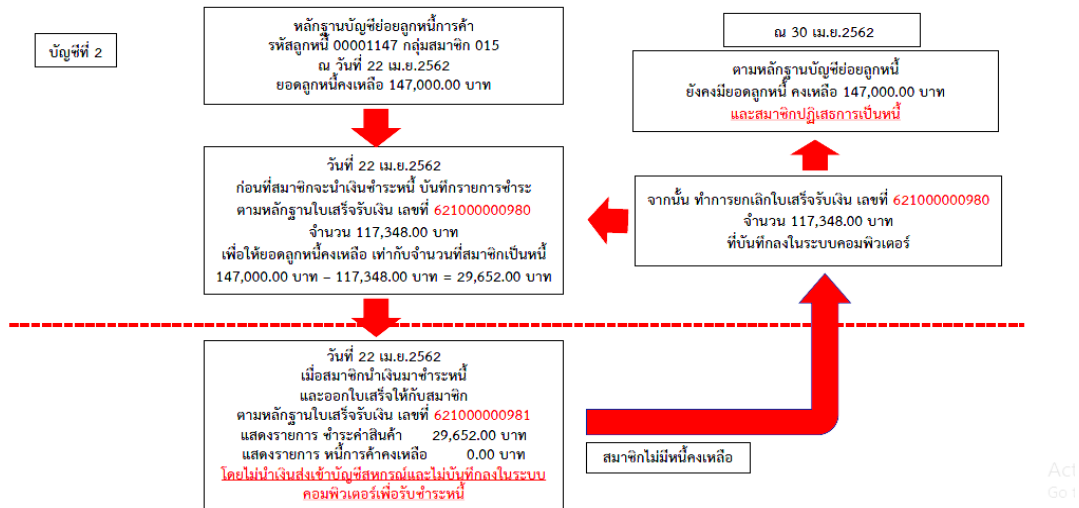 บัญชีที่ 2
หลักฐานบัญชีย่อยลูกหนี้การค้า
รหัสลูกหนี้ 00001147 กลุ่มสมาชิก 015
ณ วันที่ 22 เม.ย.2562
ยอดลูกหนี้คงเหลือ 147,000.00 บาท
วันที่ 22 เม.ย.2562
ก่อนที่สมาชิกจะนำเงินชำระหนี้ บันทึกรายการชำระ
ตามหลักฐานใบเสร็จรับเงิน เลขที่ 621000000980
จำนวน 117,348.00 บาท
เพื่อให้ยอดลูกหนี้คงเหลือ เท่ากับจำนวนที่สมาชิกเป็นหนี้
147,000.00 บาท – 117,348.00 บาท = 29,652.00 บาท
วันที่ 22 เม.ย.2562
เมื่อสมาชิกนำเงินมาชำระหนี้
และออกใบเสร็จให้กับสมาชิก
ตามหลักฐานใบเสร็จรับเงิน เลขที่ 621000000981
แสดงรายการ ชำระค่าสินค้า 29,652.00 บาท
แสดงรายการ หนี้การค้าคงเหลือ 0.00 บาท
โดยไม่นำเงินส่งเข้าบัญชีสหกรณ์และไม่บันทึกลงในระบบ
คอมพิวเตอร์เพื่อรับชำระหนี้
สมาชิกไม่มีหนี้คงเหลือ
จากนั้น ทำการยกเลิกใบเสร็จรับเงิน เลขที่ 621000000980
จำนวน 117,348.00 บาท
ที่บันทึกลงในระบบคอมพิวเตอร์
ณ 30 เม.ย.2562
ตามหลักฐานบัญชีย่อยลูกหนี้
ยังคงมียอดลูกหนี้ คงเหลือ 147,000.00 บาท
และสมาชิกปฏิเสธการเป็นหนี้
Act
Go t